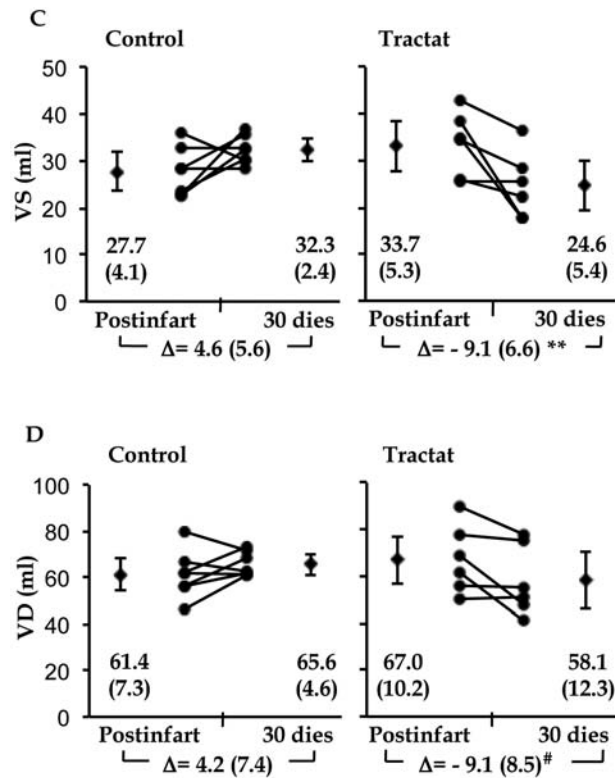 C
Control Tractat
VS (ml)
50
40
30
20
10
0
27.7 32.3 33.7 24.6
(4.1) (2.4) (5.3) (5.4)
Postinfart 30 dies Postinfart 30 dies
Δ= 4.6 (5.6) Δ= - 9.1 (6.6) **
D
Control Tractat
VD (ml)
100
80
60
40
20
0
61.4 65.6 67.0 58.1
(7.3) (4.6) (10.2) (12.3)
Postinfart 30 dies Postinfart 30 dies
Δ= 4.2 (7.4) Δ= - 9.1 (8.5)#